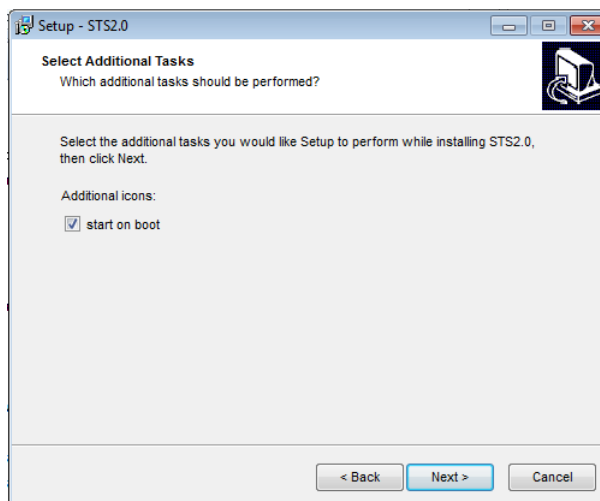 Setup - STS2.0
Select Additional Tasks
Which additional tasks should be performed?
Select the additional tasks you would like Setup to perform while installing STS2.0,
then click Next.
Additional icons:
start on boot
< Back
Next >
Cancel